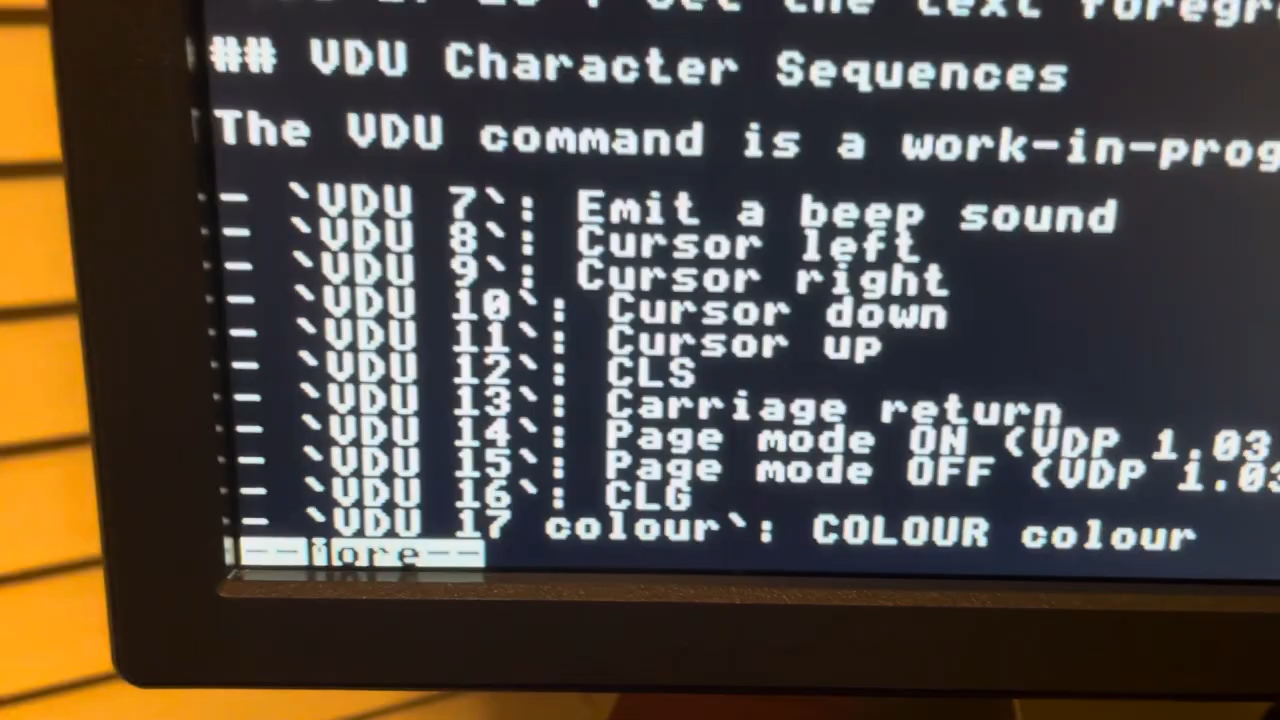 the text
## VDU Character Sequences
The VDU command is a work-in-prog
- `VDU 7`: Emit a beep sound
- `VDU 8`: Cursor left
- `VDU 9`: Cursor right
- `VDU 10`: Cursor down
- `VDU 11`: Cursor up
- `VDU 12`: CLS
- `VDU 13`: Carriage return
- `VDU 14`: Page mode ON (VDP 1.03
- `VDU 15`: Page mode OFF (VDP 1.03
- `VDU 16`: CLG
- `VDU 17 colour`: COLOUR colour